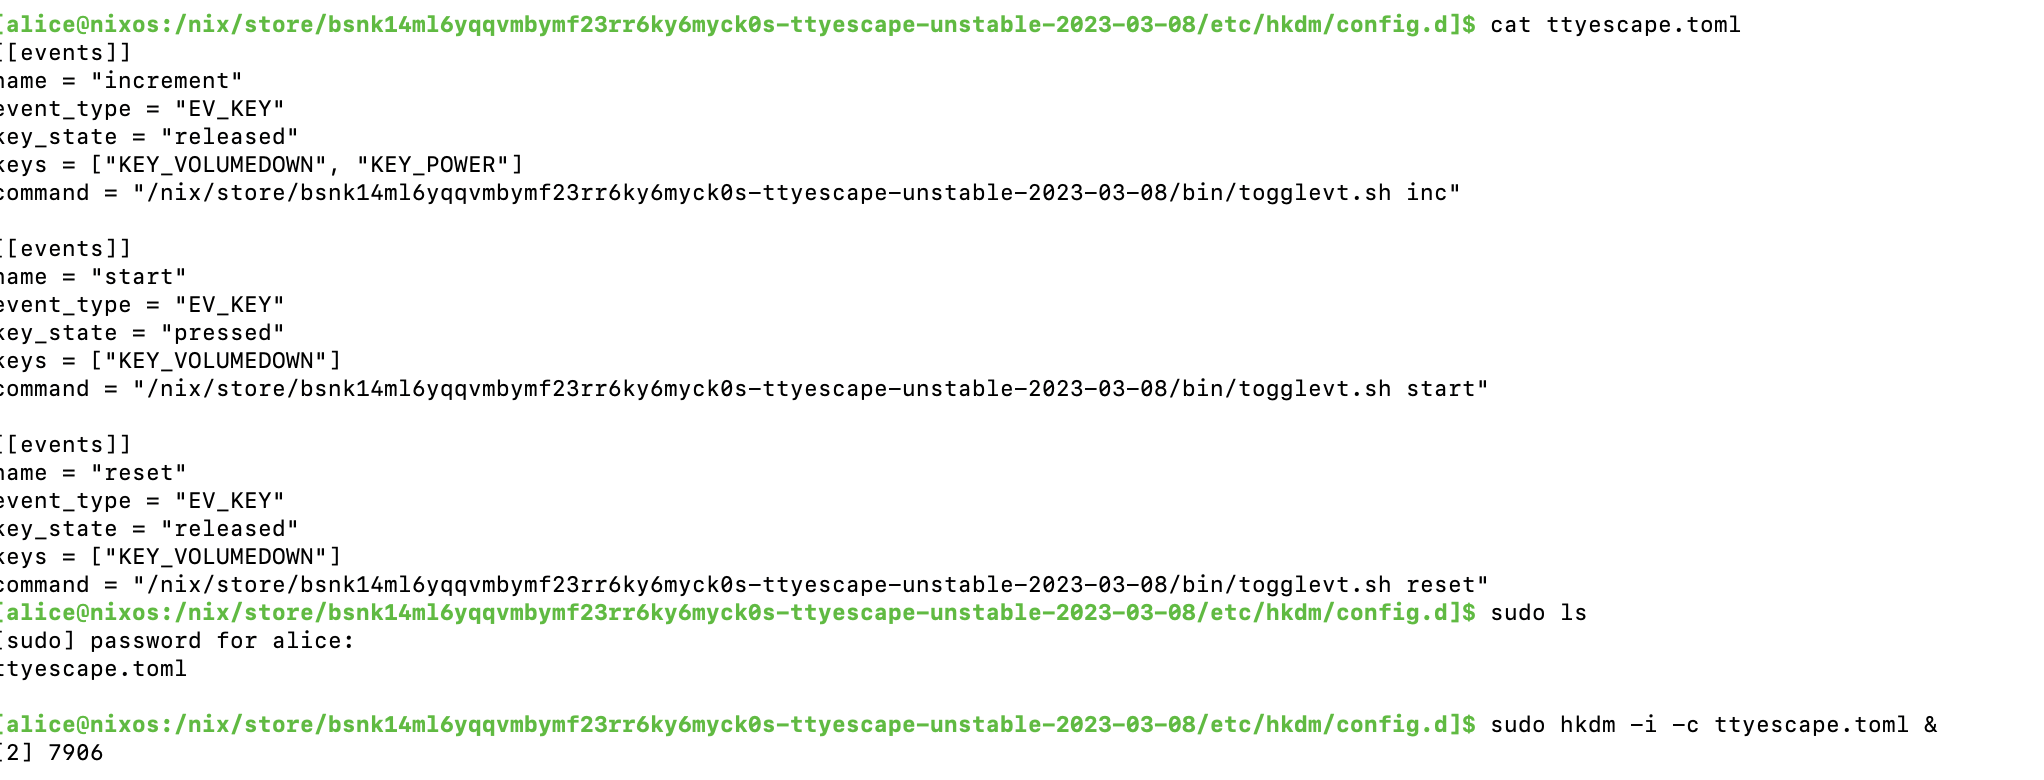 [alice@nixos:/nix/store/bsnk14ml6yqqvmbymf23rr6ky6myck0s-ttyescape-unstable-2023-03-08/etc/hkdm/config.d]$ cat ttyescape.toml
[[events]]
name = "increment"
event_type = "EV_KEY"
key_state = "released"
keys = ["KEY_VOLUMEDOWN", "KEY_POWER"]
command = "/nix/store/bsnk14ml6yqqvmbymf23rr6ky6myck0s-ttyescape-unstable-2023-03-08/bin/togglevt.sh inc"
[[events]]
name = "start"
event_type = "EV_KEY"
key_state = "pressed"
keys = ["KEY_VOLUMEDOWN"]
command = "/nix/store/bsnk14ml6yqqvmbymf23rr6ky6myck0s-ttyescape-unstable-2023-03-08/bin/togglevt.sh start"
[[events]]
name = "reset"
event_type = "EV_KEY"
key_state = "released"
keys = ["KEY_VOLUMEDOWN"]
command = "/nix/store/bsnk14ml6yqqvmbymf23rr6ky6myck0s-ttyescape-unstable-2023-03-08/bin/togglevt.sh reset"
[alice@nixos:/nix/store/bsnk14ml6yqqvmbymf23rr6ky6myck0s-ttyescape-unstable-2023-03-08/etc/hkdm/config.d]$ sudo ls
[sudo] password for alice:
ttyescape.toml
[alice@nixos:/nix/store/bsnk14ml6yqqvmbymf23rr6ky6myck0s-ttyescape-unstable-2023-03-08/etc/hkdm/config.d]$ sudo hkdm -i -c ttyescape.toml &
[2] 7906